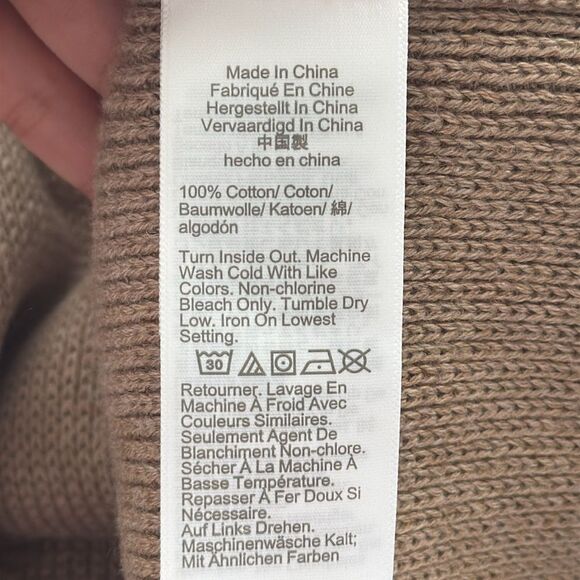 Made In China
Fabriqué En Chine
Hergestellt In China
Vervaardigd In China
中国製
hecho en china
100% Cotton/ Coton/
Baumwolle/ Katoen/ 綿/
algodón
Turn Inside Out. Machine
Wash Cold With Like
Colors. Non-chlorine
Bleach Only. Tumble Dry
Low. Iron On Lowest
Setting.
30
Retourner. Lavage En
Machine À Froid Avec
Couleurs Similaires.
Seulement Agent De
Blanchiment Non-chlore.
Sécher À La Machine À
Basse Température.
Repasser À Fer Doux Si
Nécessaire.
Auf Links Drehen.
Maschinenwäsche Kalt;
Mit Ähnlichen Farben